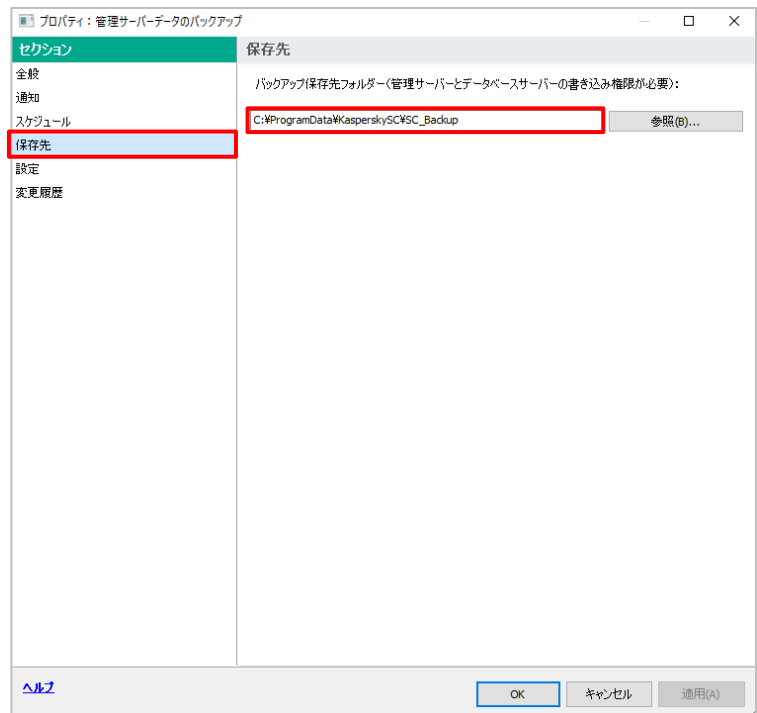 プロパティ：管理サーバーデータのバックアップ
セクション
全般
通知
スケジュール
保存先
設定
変更履歴
保存先
バックアップ保存先フォルダー（管理サーバーとデータベースサーバーの書き込み権限が必要）：
C:¥ProgramData¥KasperskySC¥SC_Backup
参照(B)...
ヘルプ
OK
キャンセル
適用(A)